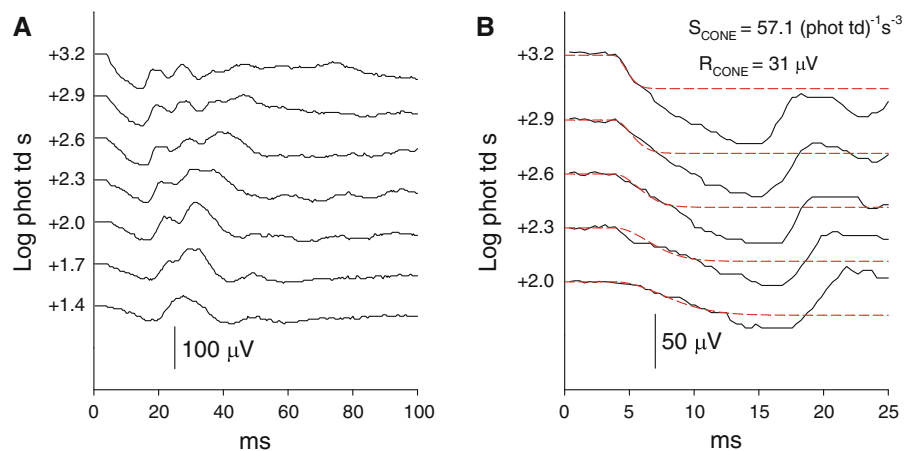 A
Log phot td s
+3.2
+2.9
+2.6
+2.3
+2.0
+1.7
+1.4
100 µV
0 20 40 60 80 100
ms
B
S_CONE = 57.1 (phot td)⁻¹s⁻³
R_CONE = 31 µV
Log phot td s
+3.2
+2.9
+2.6
+2.3
+2.0
50 µV
0 5 10 15 20 25
ms